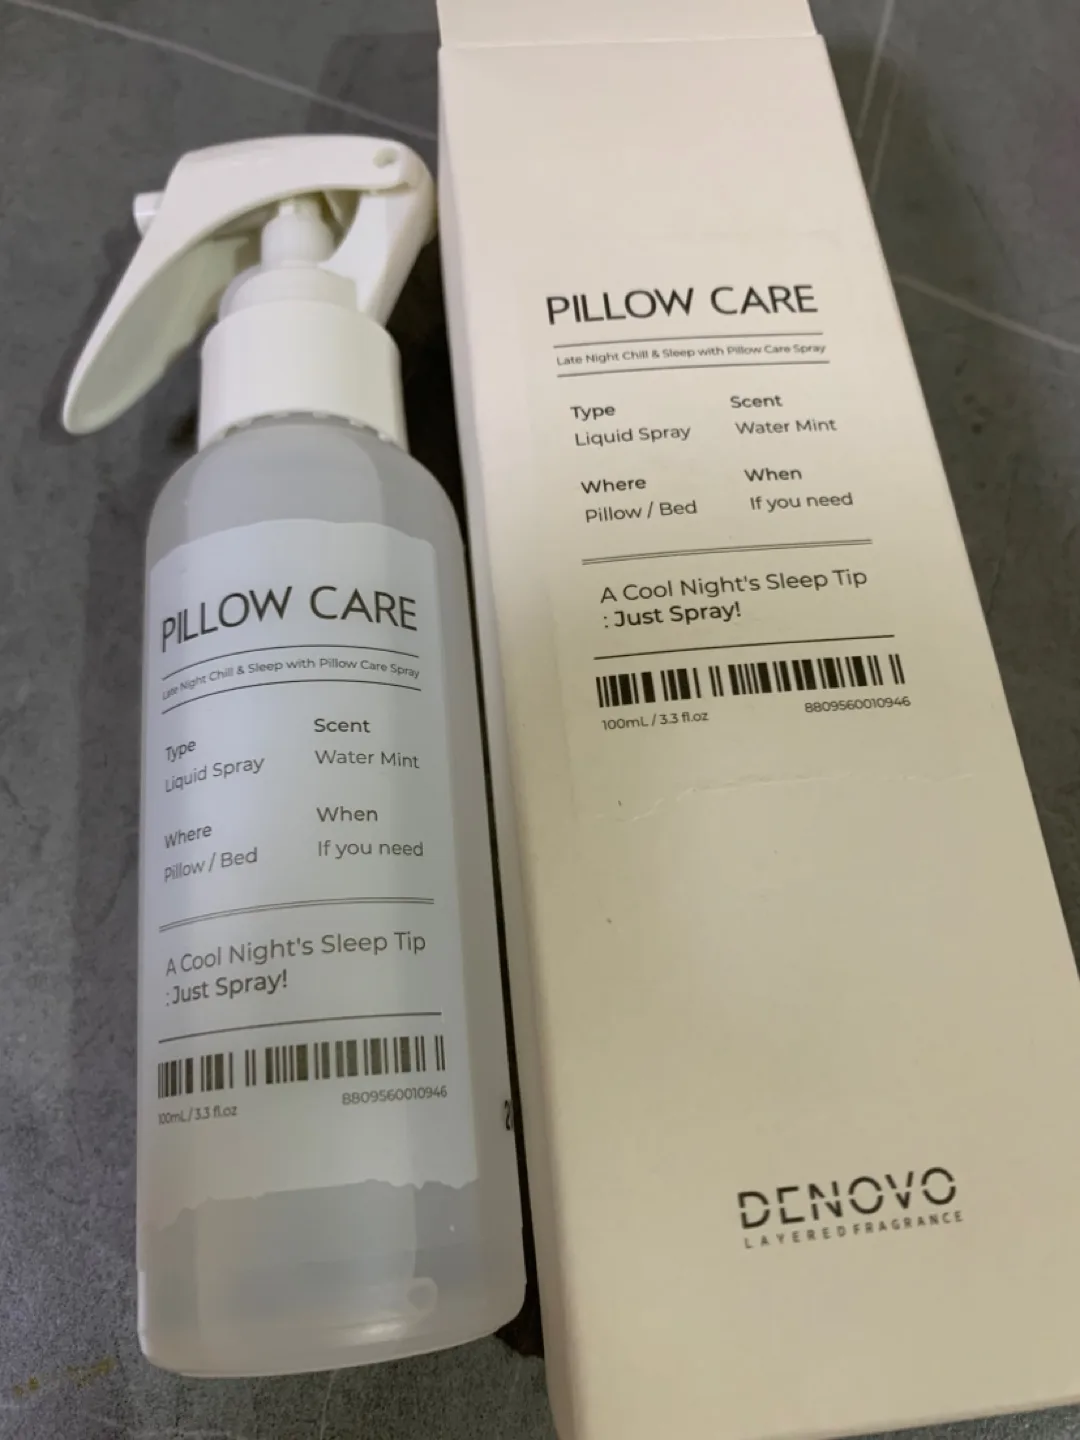 PILLOW CARE
Late Night Chill & Sleep with Pillow Care Spray
Type
Scent
Liquid Spray
Water Mint
Where
When
Pillow / Bed
If you need
A Cool Night's Sleep Tip
: Just Spray!
100mL / 3.3 fl.oz
8809560010946
PILLOW CARE
Late Night Chill & Sleep with Pillow Care Spray
Type
Scent
Liquid Spray
Water Mint
Where
When
Pillow / Bed
If you need
A Cool Night's Sleep Tip
: Just Spray!
100mL / 3.3 fl.oz
8809560010946
DENOVO
LAYERED FRAGRANCE